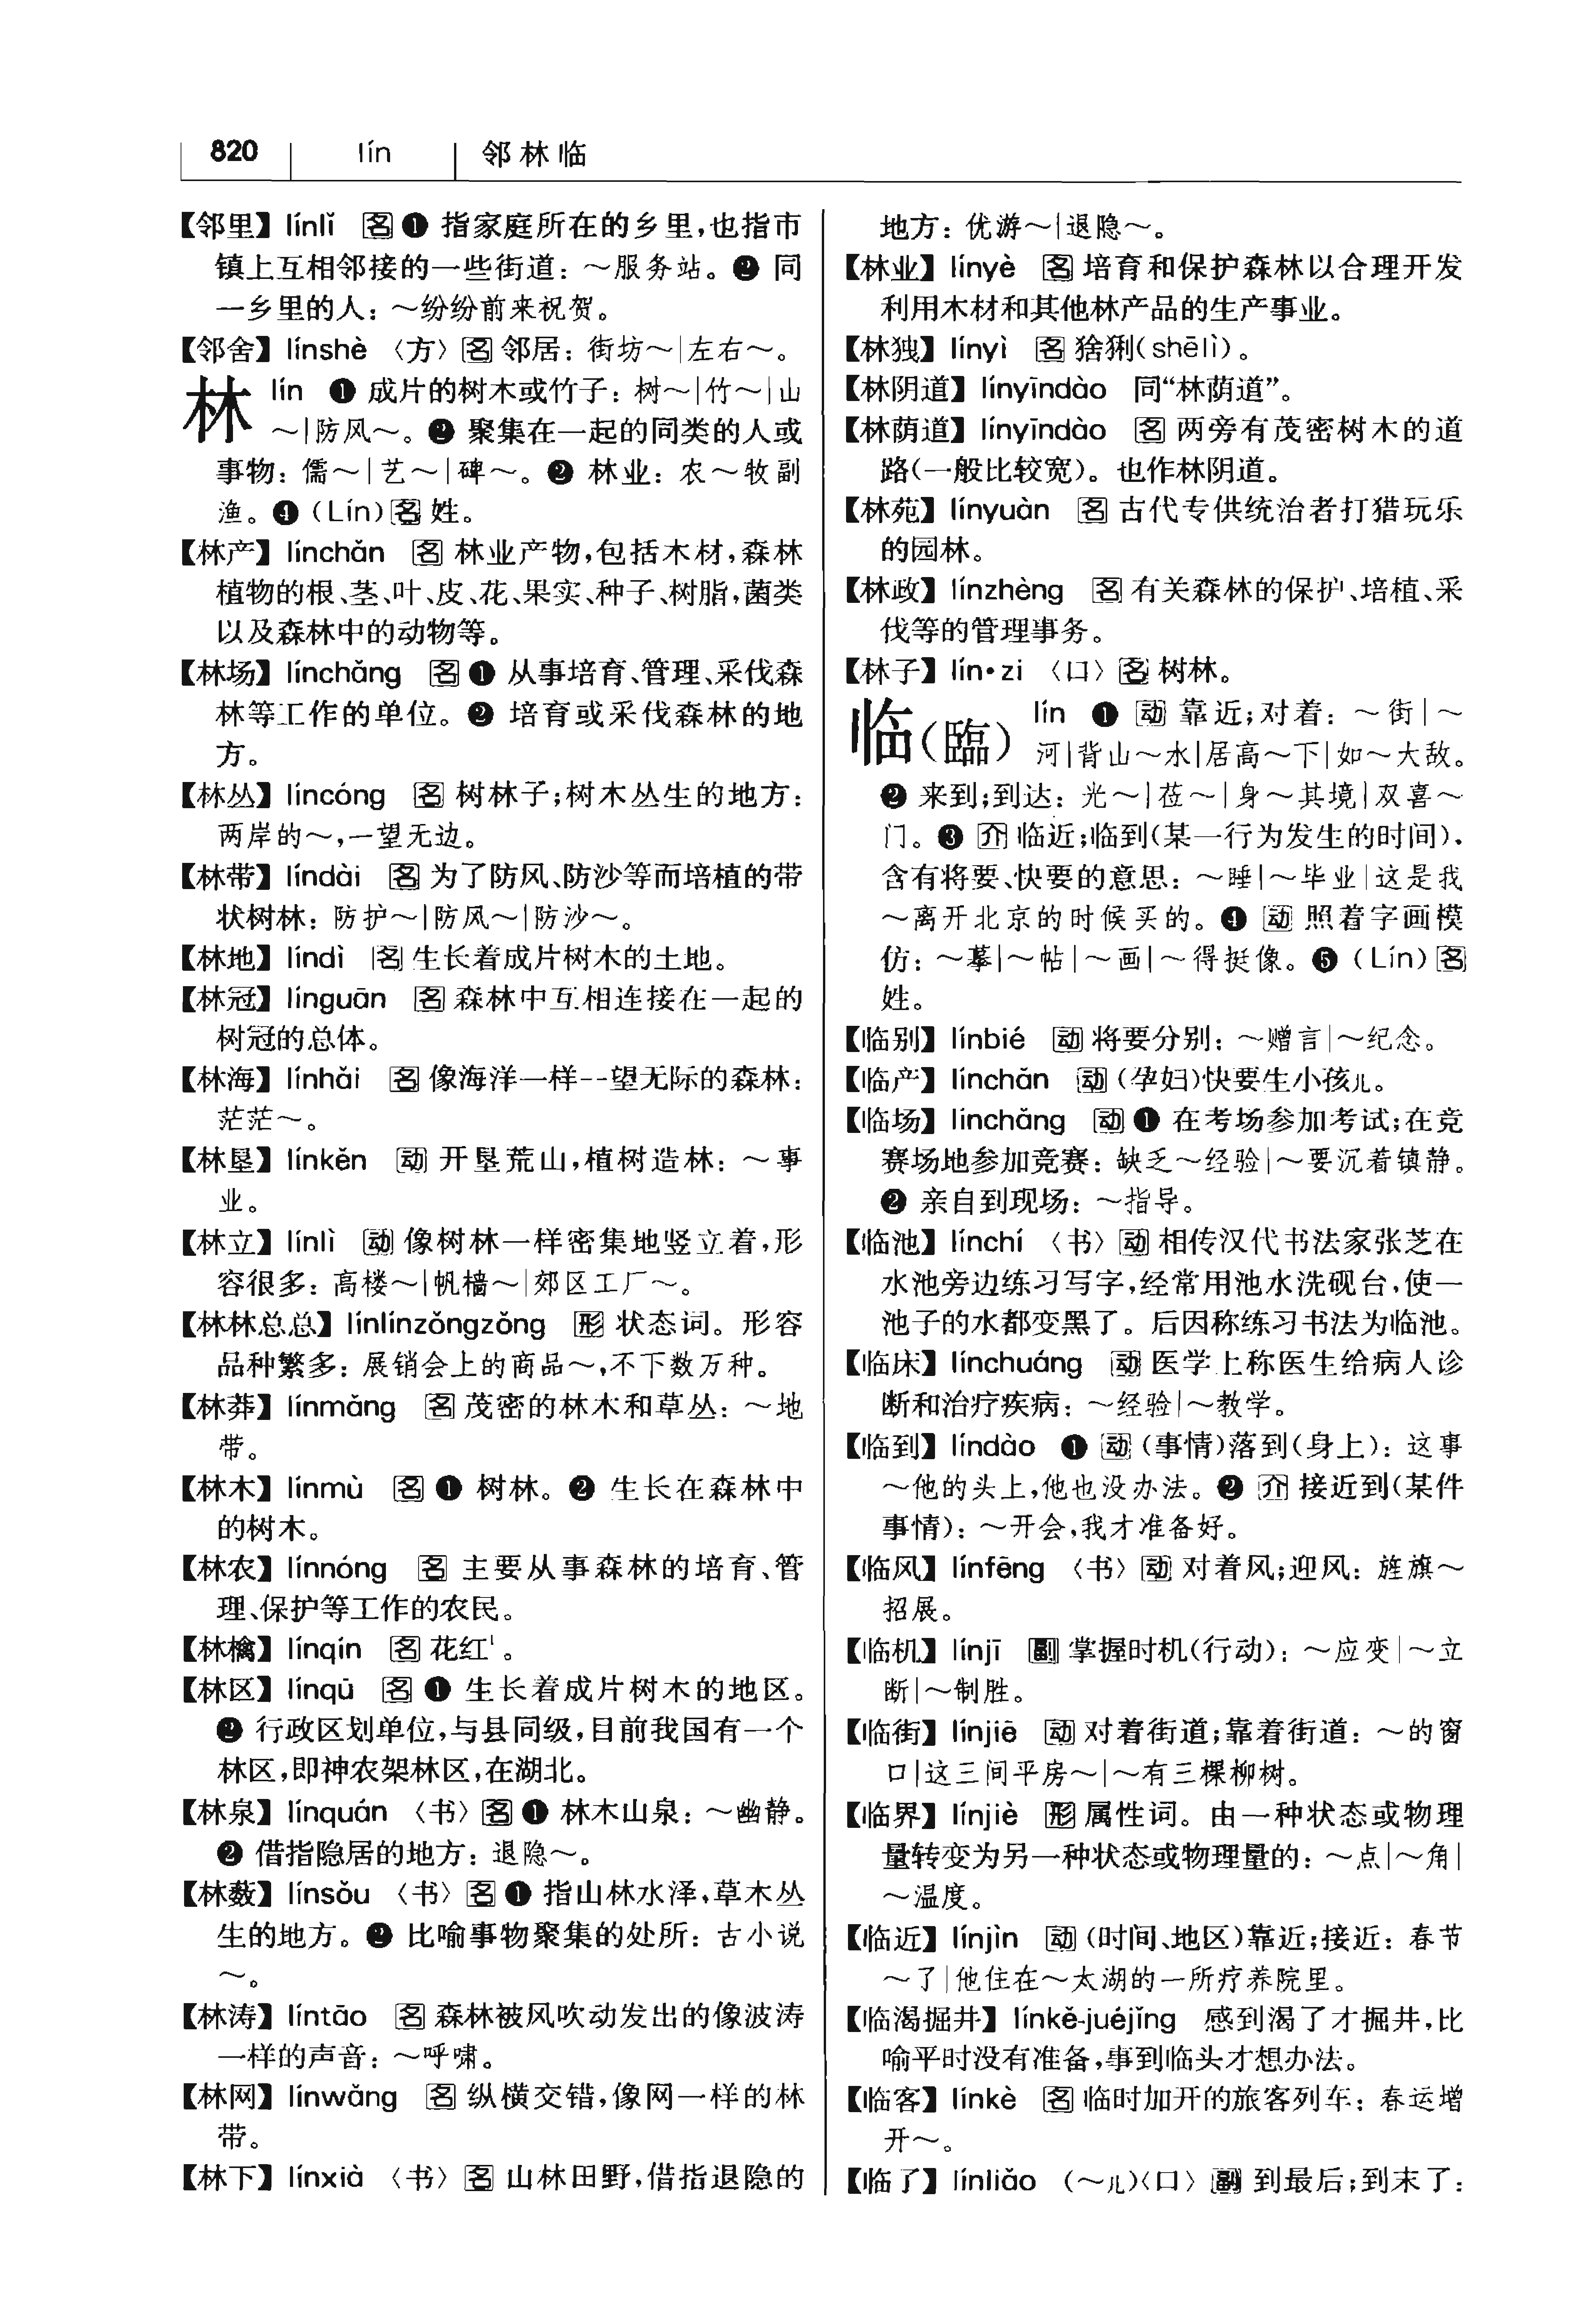 820 lín 邻林临
【邻里】línlǐ 名❶ 指家庭所在的乡里,也指市
镇上互相邻接的一些街道：～服务站。❷ 同
一乡里的人：～纷纷前来祝贺。
【邻舍】línshè〈方〉名 邻居：街坊～|左右～。
林 lín ❶ 成片的树木或竹子：树～|竹～|山
～|防风～。❷ 聚集在一起的同类的人或
事物：儒～|艺～|碑～。❷ 林业：农～牧副
渔。❹ (Lín)名 姓。
【林产】línchǎn 名 林业产物,包括木材,森林
植物的根、茎、叶、皮、花、果实、种子、树脂,菌类
以及森林中的动物等。
【林场】línchǎng 名❶ 从事培育、管理、采伐森
林等工作的单位。❷ 培育或采伐森林的地
方。
【林丛】líncóng 名 树林子;树木丛生的地方：
两岸的～,一望无边。
【林带】líndài 名 为了防风、防沙等而培植的带
状树林：防护～|防风～|防沙～。
【林地】líndì 名 生长着成片树木的土地。
【林冠】línguān 名 森林中互相连接在一起的
树冠的总体。
【林海】línhǎi 名 像海洋一样一望无际的森林：
茫茫～。
【林垦】línkěn 动 开垦荒山,植树造林：～事
业。
【林立】línlì 动 像树林一样密集地竖立着,形
容很多：高楼～|帆樯～|郊区工厂～。
【林林总总】línlínzǒngzǒng 形 状态词。形容
品种繁多：展销会上的商品～,不下数万种。
【林莽】línmǎng 名 茂密的林木和草丛：～地
带。
【林木】línmù 名❶ 树林。❷ 生长在森林中
的树木。
【林农】línnóng 名 主要从事森林的培育、管
理、保护等工作的农民。
【林檎】línqín 名 花红¹。
【林区】línqū 名❶ 生长着成片树木的地区。
❷ 行政区划单位,与县同级,目前我国有一个
林区,即神农架林区,在湖北。
【林泉】línquán〈书〉名❶ 林木山泉：～幽静。
❷ 借指隐居的地方：退隐～。
【林薮】línsǒu〈书〉名❶ 指山林水泽,草木丛
生的地方。❷ 比喻事物聚集的处所：古小说
～。
【林涛】líntāo 名 森林被风吹动发出的像波涛
一样的声音：～呼啸。
【林网】línwǎng 名 纵横交错,像网一样的林
带。
【林下】línxià〈书〉名 山林田野,借指退隐的
地方：优游～|退隐～。
【林业】línyè 名 培育和保护森林以合理开发
利用木材和其他林产品的生产事业。
【林㹭】línyì 名 猞猁(shēlì)。
【林阴道】línyīndào 同“林荫道”。
【林荫道】línyīndào 名 两旁有茂密树木的道
路(一般比较宽)。也作林阴道。
【林苑】línyuàn 名 古代专供统治者打猎玩乐
的园林。
【林政】línzhèng 名 有关森林的保护、培植、采
伐等的管理事务。
【林子】lín•zi〈口〉名 树林。
临(臨) lín ❶ 动 靠近;对着：～街|～
河|背山～水|居高～下|如～大敌。
❷ 来到;到达：光～|莅～|身～其境|双喜～
门。❸ 介 临近;临到(某一行为发生的时间),
含有将要、快要的意思：～睡|～毕业|这是我
～离开北京的时候买的。❹ 动 照着字画模
仿：～摹|～帖|～画|～得挺像。❺ (Lín)名
姓。
【临别】línbié 动 将要分别：～赠言|～纪念。
【临产】línchǎn 动 (孕妇)快要生小孩儿。
【临场】línchǎng 动❶ 在考场参加考试;在竞
赛场地参加竞赛：缺乏～经验|～要沉着镇静。
❷ 亲自到现场：～指导。
【临池】línchí〈书〉动 相传汉代书法家张芝在
水池旁边练习写字,经常用池水洗砚台,使一
池子的水都变黑了。后因称练习书法为临池。
【临床】línchuáng 动 医学上称医生给病人诊
断和治疗疾病：～经验|～教学。
【临到】líndào ❶ 动 (事情)落到(身上)：这事
～他的头上,他也没办法。❷ 介 接近到(某件
事情)：～开会,我才准备好。
【临风】línfēng〈书〉动 对着风;迎风：旌旗～
招展。
【临机】línjī 副 掌握时机(行动)：～应变|～立
断|～制胜。
【临街】línjiē 动 对着街道;靠着街道：～的窗
口|这三间平房～|～有三棵柳树。
【临界】línjiè 形 属性词。由一种状态或物理
量转变为另一种状态或物理量的：～点|～角|
～温度。
【临近】línjìn 动 (时间、地区)靠近;接近：春节
～了|他住在～太湖的一所疗养院里。
【临渴掘井】línkě-juéjǐng 感到渴了才掘井,比
喻平时没有准备,事到临头才想办法。
【临客】línkè 名 临时加开的旅客列车：春运增
开～。
【临了】línliǎo (～儿)〈口〉副 到最后;到末了：